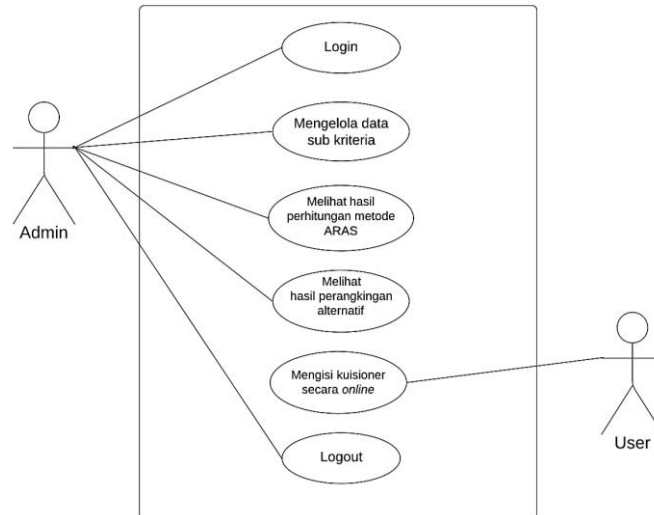 Login
Mengelola data
sub kriteria
Melihat hasil
perhitungan metode
ARAS
Admin
Melihat
hasil perangkingan
alternatif
Mengisi kuisioner
secara online
User
Logout